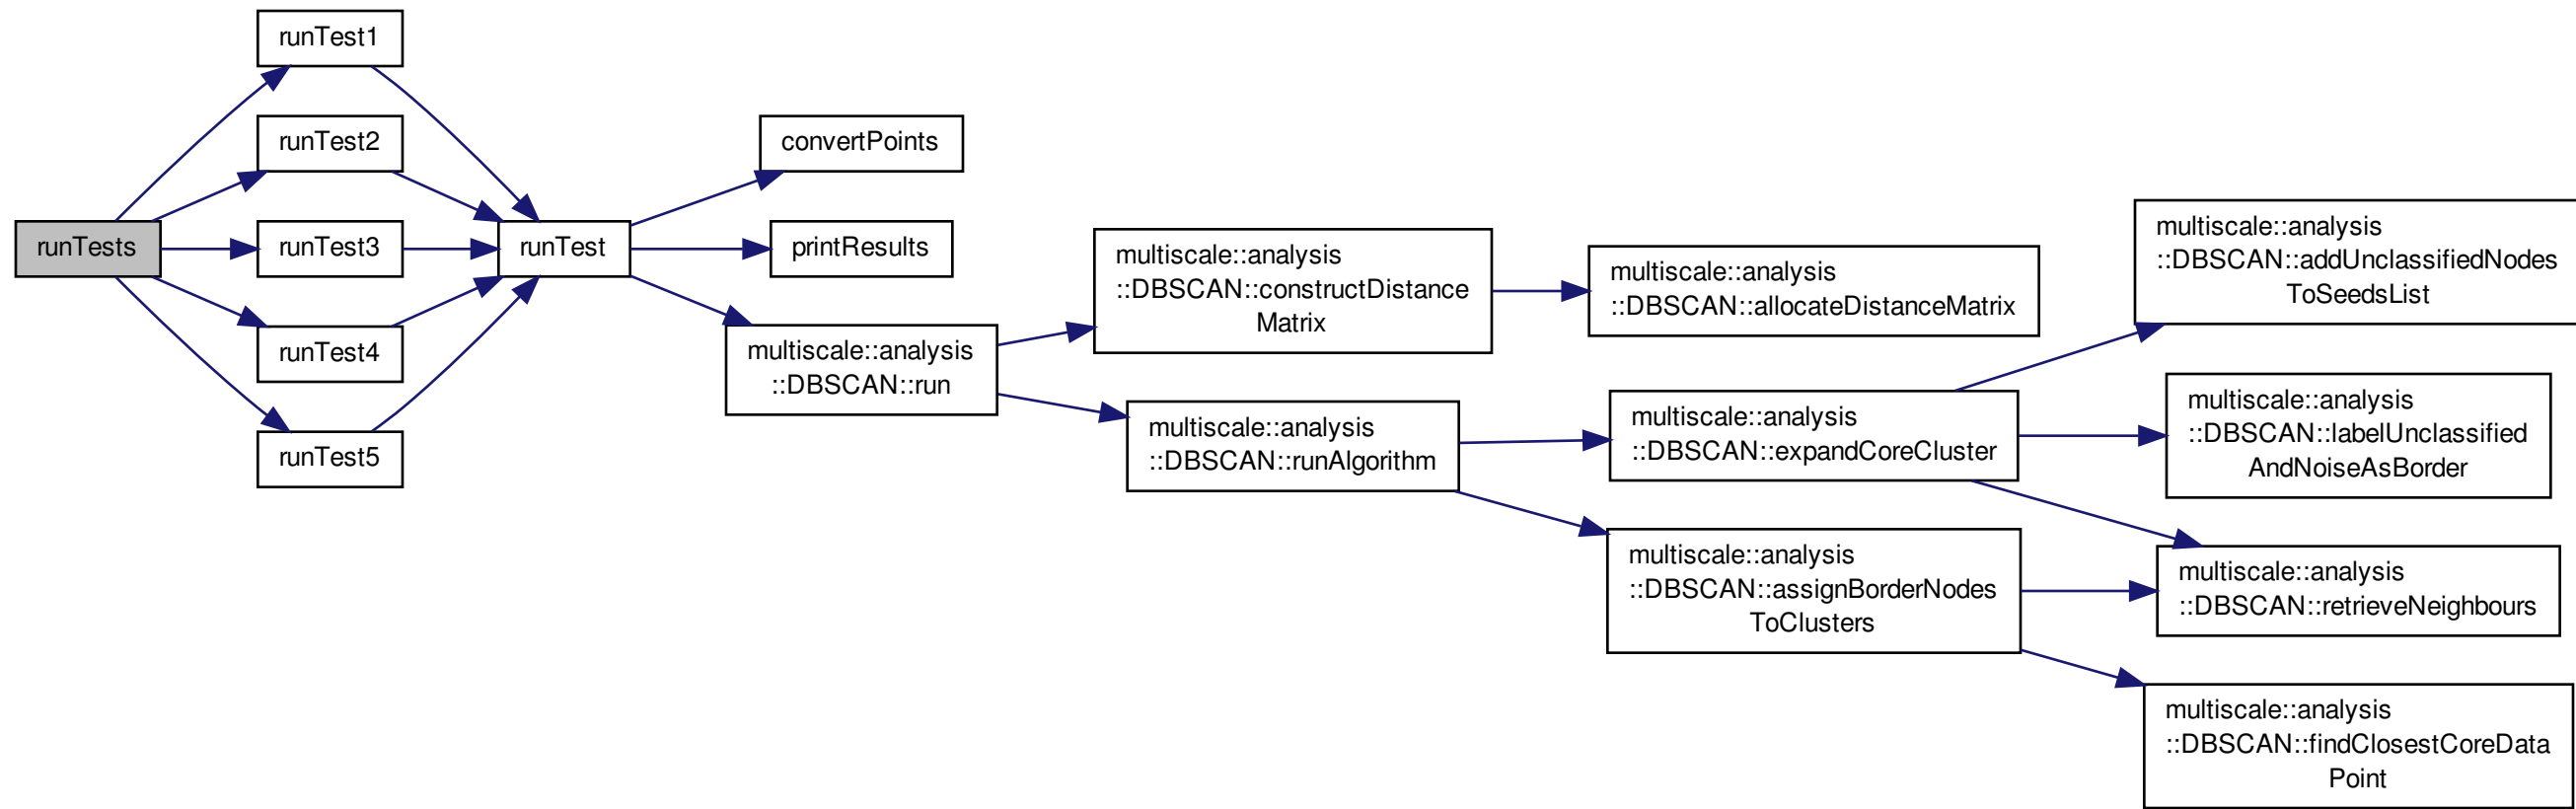 runTests
runTest1
runTest2
runTest3
runTest4
runTest5
runTest
convertPoints
printResults
multiscale::analysis
::DBSCAN::run
multiscale::analysis
::DBSCAN::constructDistance
Matrix
multiscale::analysis
::DBSCAN::runAlgorithm
multiscale::analysis
::DBSCAN::allocateDistanceMatrix
multiscale::analysis
::DBSCAN::expandCoreCluster
multiscale::analysis
::DBSCAN::assignBorderNodes
ToClusters
multiscale::analysis
::DBSCAN::addUnclassifiedNodes
ToSeedsList
multiscale::analysis
::DBSCAN::labelUnclassified
AndNoiseAsBorder
multiscale::analysis
::DBSCAN::retrieveNeighbours
multiscale::analysis
::DBSCAN::findClosestCoreData
Point